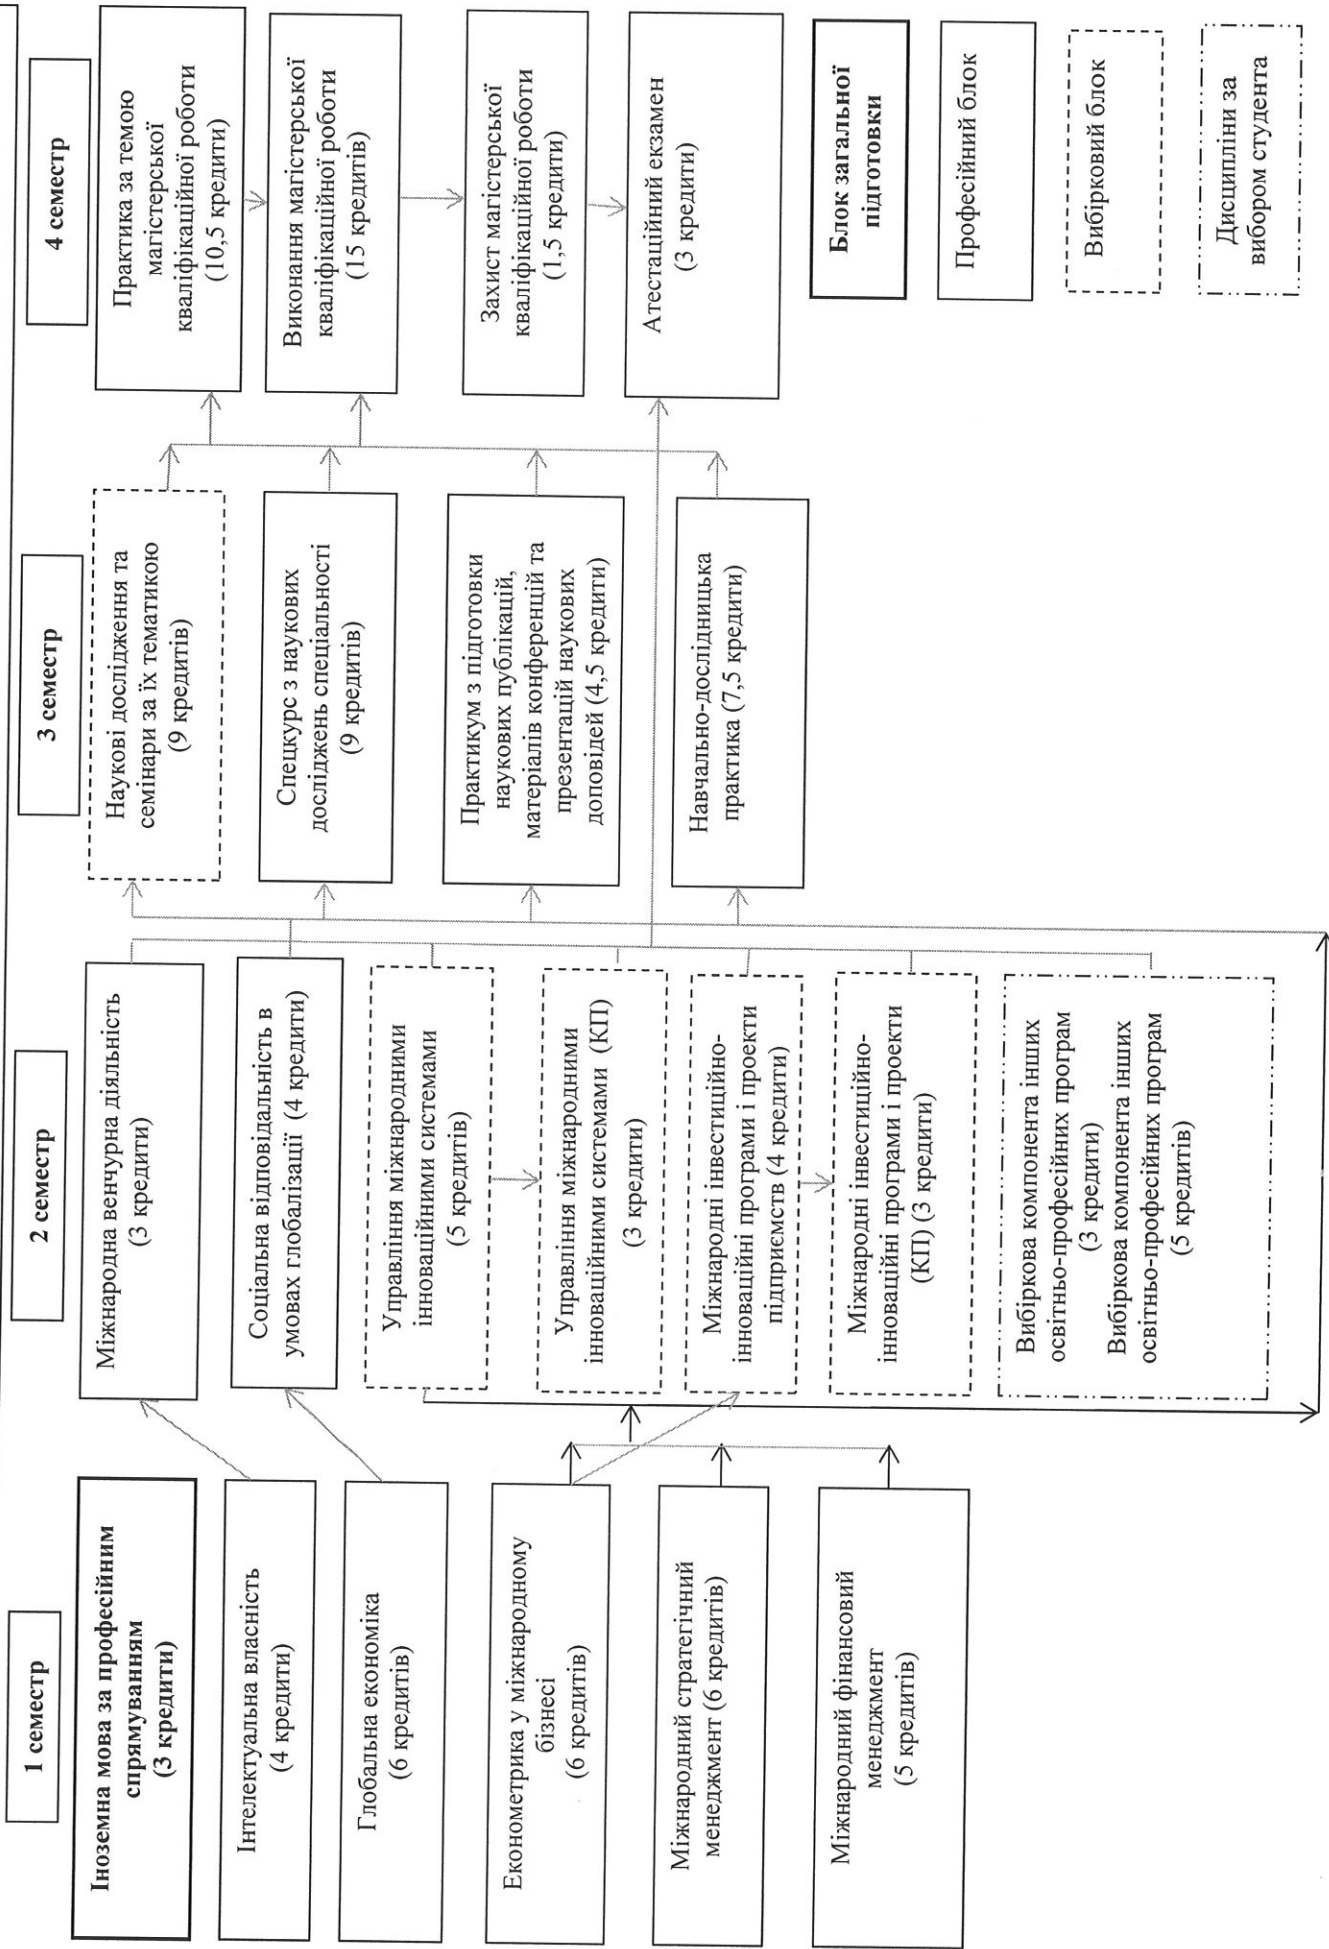 1 семестр
Іноземна мова за професійним
спрямуванням
(3 кредити)
Інтелектуальна власність
(4 кредити)
Глобальна економіка
(6 кредитів)
Економетрика у міжнародному
бізнесі
(6 кредитів)
Міжнародний стратегічний
менеджмент (6 кредитів)
Міжнародний фінансовий
менеджмент
(5 кредитів)
2 семестр
Міжнародна венчурна діяльність
(3 кредити)
Соціальна відповідальність в
умовах глобалізації (4 кредити)
Управління міжнародними
інноваційними системами
(5 кредитів)
Управління міжнародними
інноваційними системами (КП)
(3 кредити)
Міжнародні інвестиційно-
інноваційні програми і проекти
підприємств (4 кредити)
Міжнародні інвестиційно-
інноваційні програми і проекти
(КП) (3 кредити)
Вибіркова компонента інших
освітньо-професійних програм
(3 кредити)
Вибіркова компонента інших
освітньо-професійних програм
(5 кредитів)
3 семестр
Наукові дослідження та
семінари за їх тематикою
(9 кредитів)
Спецкурс з наукових
досліджень спеціальності
(9 кредитів)
Практикум з підготовки
наукових публікацій,
матеріалів конференцій та
презентацій наукових
доповідей (4,5 кредити)
Навчально-дослідницька
практика (7,5 кредити)
4 семестр
Практика за темою
магістерської
кваліфікаційної роботи
(10,5 кредити)
Виконання магістерської
кваліфікаційної роботи
(15 кредитів)
Захист магістерської
кваліфікаційної роботи
(1,5 кредити)
Атестаційний екзамен
(3 кредити)
Блок загальної
підготовки
Професійний блок
Вибірковий блок
Дисципліни за
вибором студента